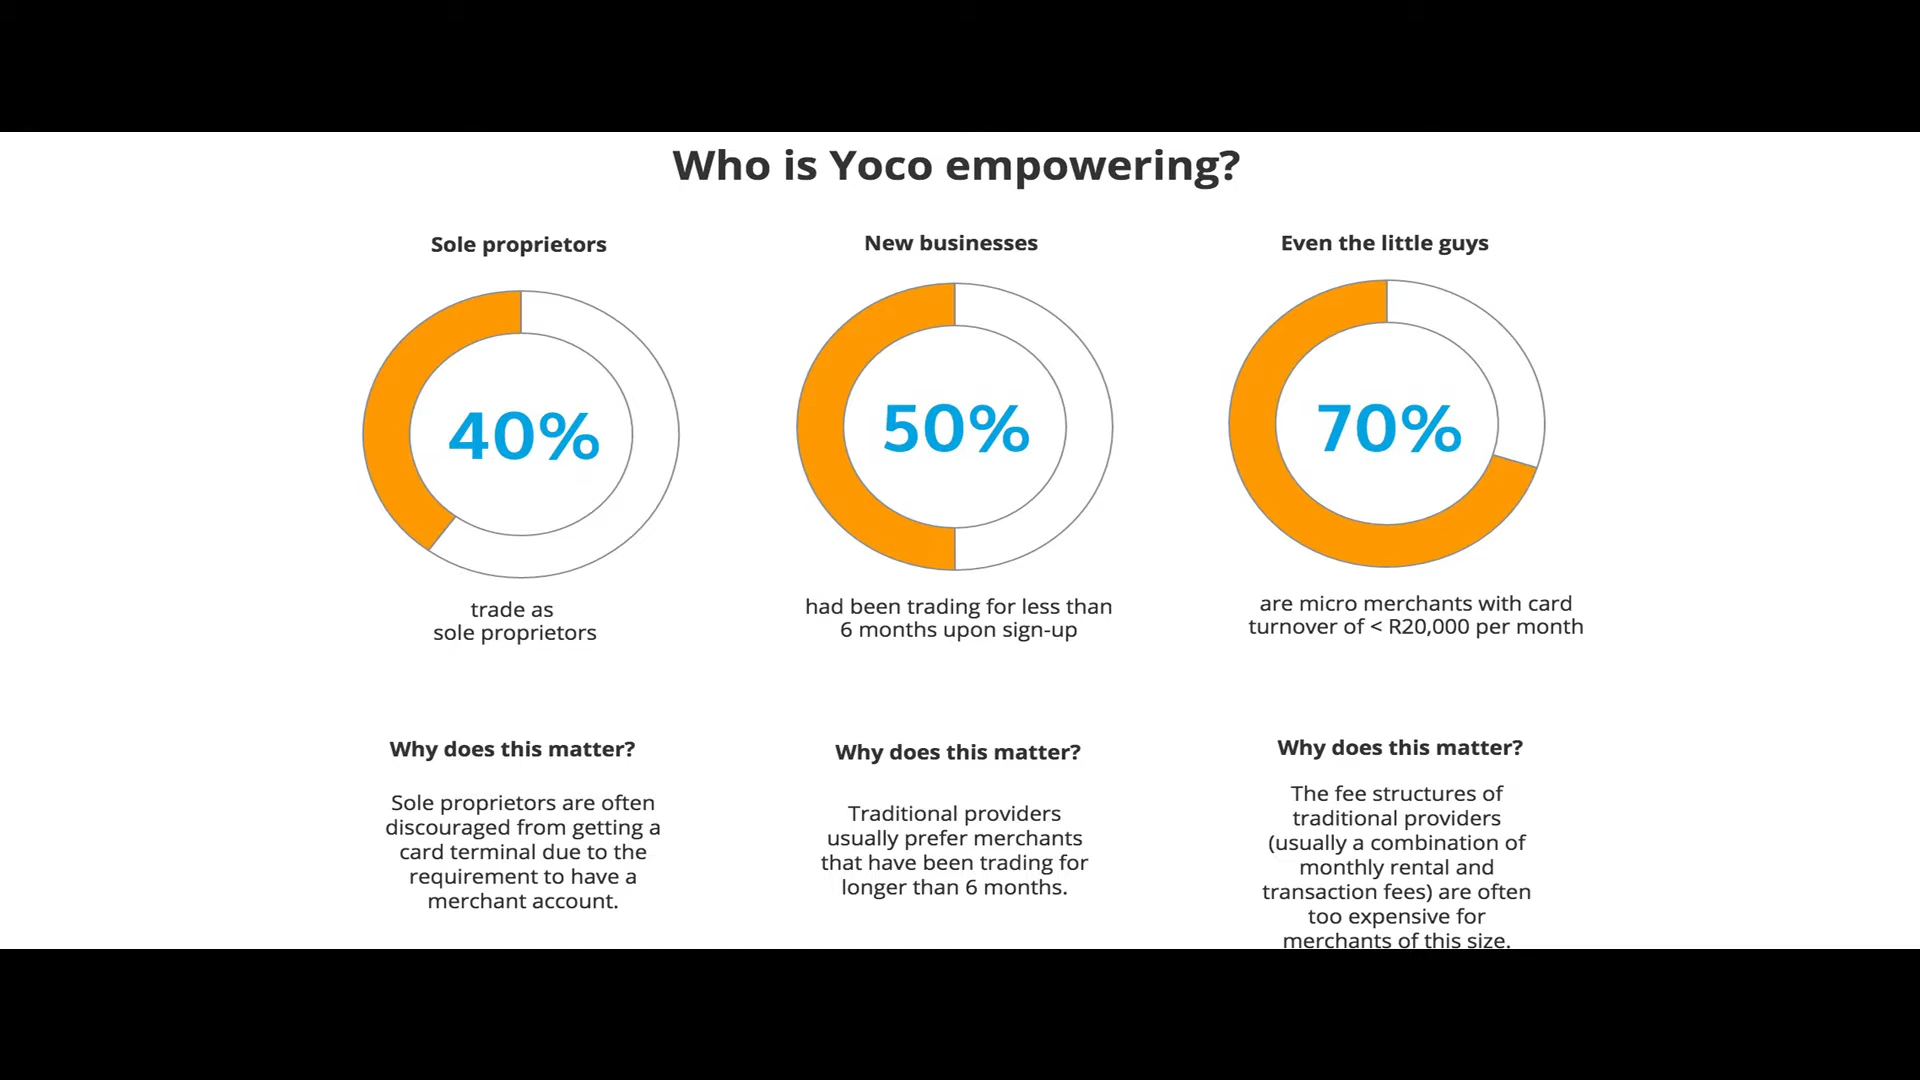 Who is Yoco empowering?
Sole proprietors
40%
trade as
sole proprietors
Why does this matter?
Sole proprietors are often
discouraged from getting a
card terminal due to the
requirement to have a
merchant account.
New businesses
50%
had been trading for less than
6 months upon sign-up
Why does this matter?
Traditional providers
usually prefer merchants
that have been trading for
longer than 6 months.
Even the little guys
70%
are micro merchants with card
turnover of < R20,000 per month
Why does this matter?
The fee structures of
traditional providers
(usually a combination of
monthly rental and
transaction fees) are often
too expensive for
merchants of this size.